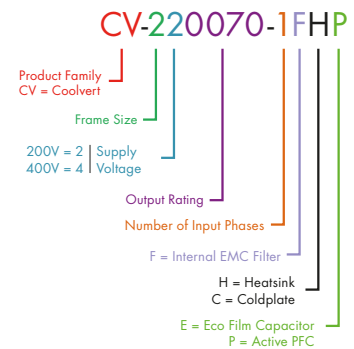 CV-220070-1FHP
Product Family
CV = Coolvert
Frame Size
200V = 2 | Supply
400V = 4 | Voltage
Output Rating
Number of Input Phases
F = Internal EMC Filter
H = Heatsink
C = Coldplate
E = Eco Film Capacitor
P = Active PFC